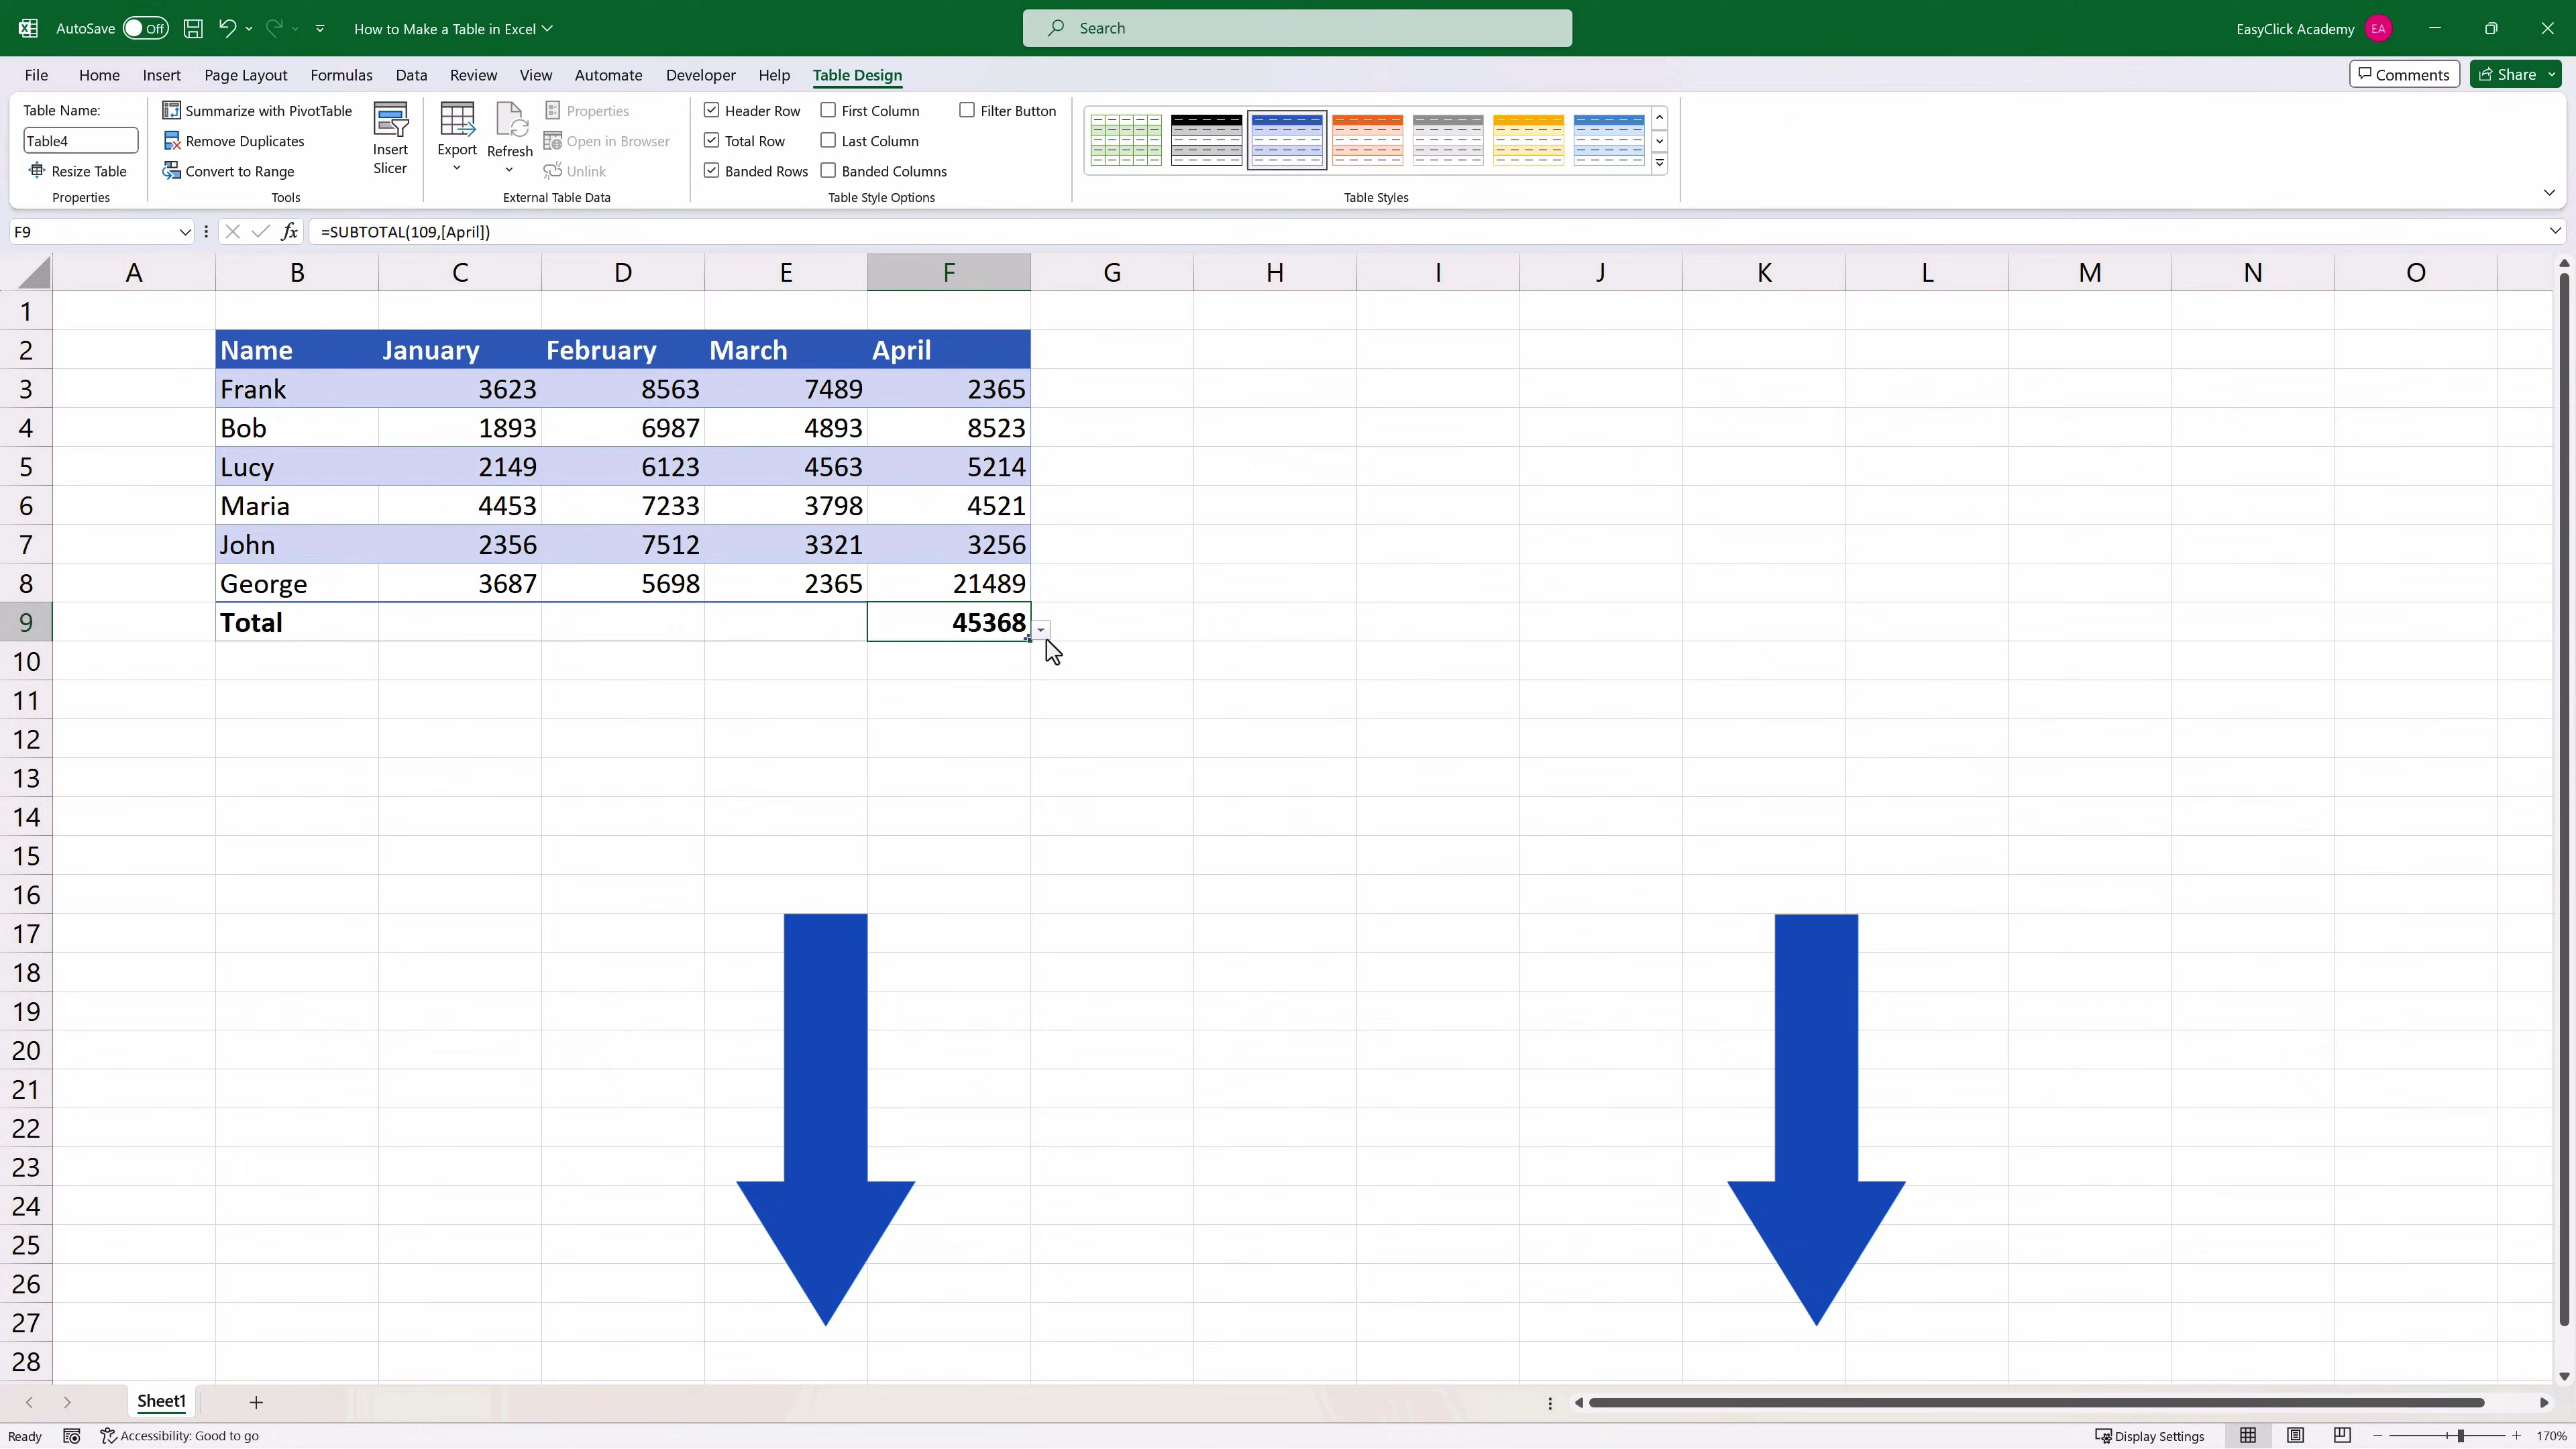 AutoSave Off How to Make a Table in Excel Search EasyClick Academy EA
File Home Insert Page Layout Formulas Data Review View Automate Developer Help Table Design Comments Share
Table Name:
Table4
Resize Table
Properties
Summarize with PivotTable
Remove Duplicates
Convert to Range
Insert
Slicer
Tools
Export
Refresh
Properties
Open in Browser
Unlink
External Table Data
Header Row First Column Filter Button
Total Row Last Column
Banded Rows Banded Columns
Table Style Options
Table Styles
F9 fx =SUBTOTAL(109,[April])
A B C D E F G H I J K L M N O
1
2 Name January February March April
3 Frank 3623 8563 7489 2365
4 Bob 1893 6987 4893 8523
5 Lucy 2149 6123 4563 5214
6 Maria 4453 7233 3798 4521
7 John 2356 7512 3321 3256
8 George 3687 5698 2365 21489
9 Total 45368
10
11
12
13
14
15
16
17
18
19
20
21
22
23
24
25
26
27
28
Sheet1
Ready Accessibility: Good to go Display Settings 170%